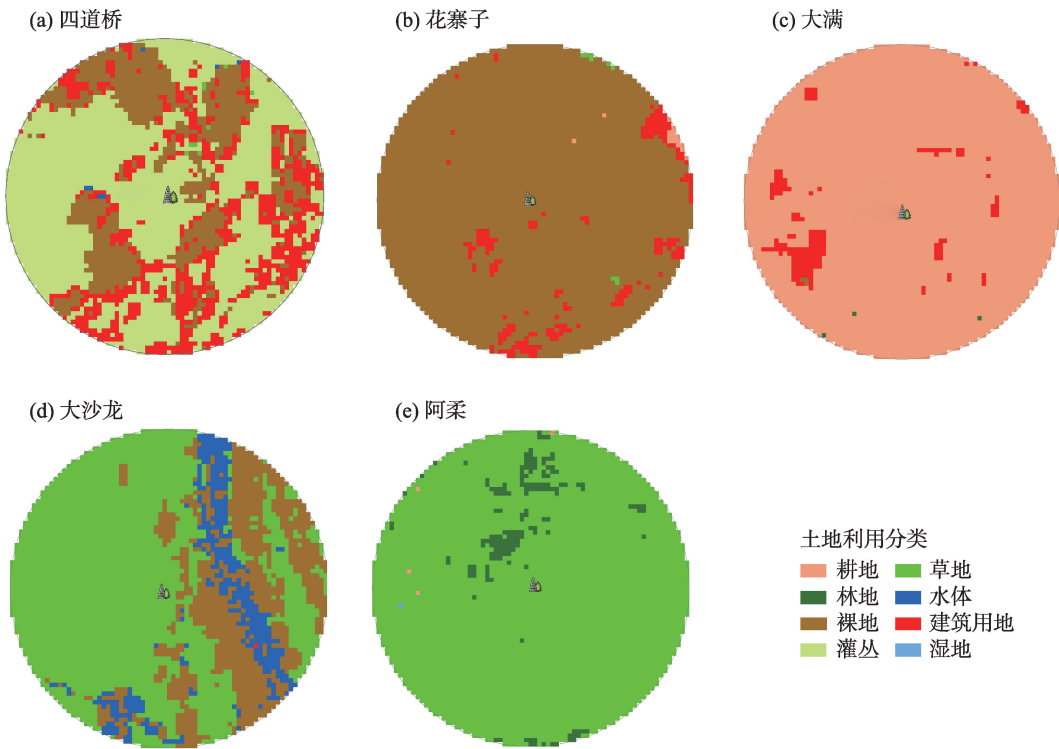 (a) 四道桥
(b) 花寨子
(c) 大满
(d) 大沙龙
(e) 阿柔
土地利用分类
耕地
草地
林地
水体
裸地
建筑用地
灌丛
湿地